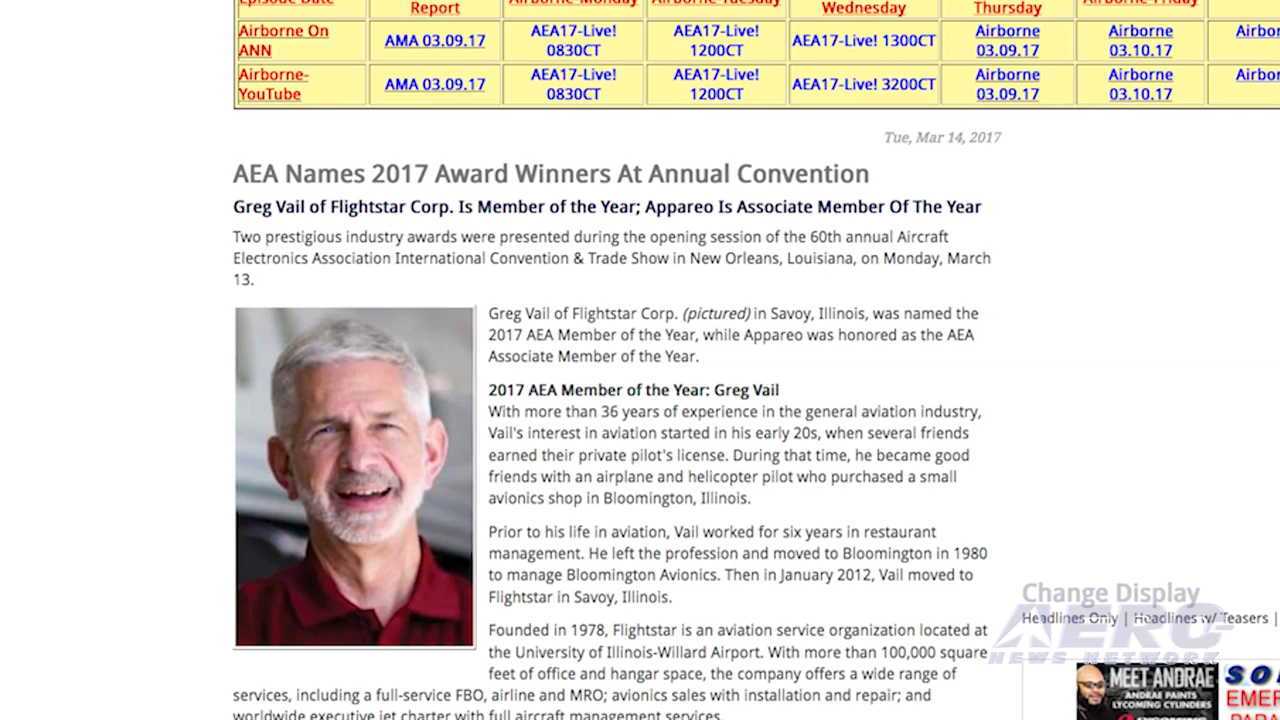 Episode Date
Report
Airborne-Monday
Airborne-Tuesday
Wednesday
Thursday
Airborne-Friday
Airborne On
ANN
AMA 03.09.17
AEA17-Live!
0830CT
AEA17-Live!
1200CT
AEA17-Live! 1300CT
Airborne
03.09.17
Airborne
03.10.17
Airbo
Airborne-
YouTube
AMA 03.09.17
AEA17-Live!
0830CT
AEA17-Live!
1200CT
AEA17-Live! 3200CT
Airborne
03.09.17
Airborne
03.10.17
Airbo
Tue, Mar 14, 2017
AEA Names 2017 Award Winners At Annual Convention
Greg Vail of Flightstar Corp. Is Member of the Year; Appareo Is Associate Member Of The Year
Two prestigious industry awards were presented during the opening session of the 60th annual Aircraft
Electronics Association International Convention & Trade Show in New Orleans, Louisiana, on Monday, March
13.
Greg Vail of Flightstar Corp. (pictured) in Savoy, Illinois, was named the
2017 AEA Member of the Year, while Appareo was honored as the AEA
Associate Member of the Year.
2017 AEA Member of the Year: Greg Vail
With more than 36 years of experience in the general aviation industry,
Vail's interest in aviation started in his early 20s, when several friends
earned their private pilot's license. During that time, he became good
friends with an airplane and helicopter pilot who purchased a small
avionics shop in Bloomington, Illinois.
Prior to his life in aviation, Vail worked for six years in restaurant
management. He left the profession and moved to Bloomington in 1980
to manage Bloomington Avionics. Then in January 2012, Vail moved to
Flightstar in Savoy, Illinois.
Founded in 1978, Flightstar is an aviation service organization located at
the University of Illinois-Willard Airport. With more than 100,000 square
feet of office and hangar space, the company offers a wide range of
services, including a full-service FBO, airline and MRO; avionics sales with installation and repair; and
worldwide executive jet charter with full aircraft management services.
Change Display
Headlines Only | Headlines w/ Teasers |
AERO
NEWS NETWORK
MEET ANDRAE
ANDRAE PAINTS
LYCOMING CYLINDERS
SO
EMER
PARA